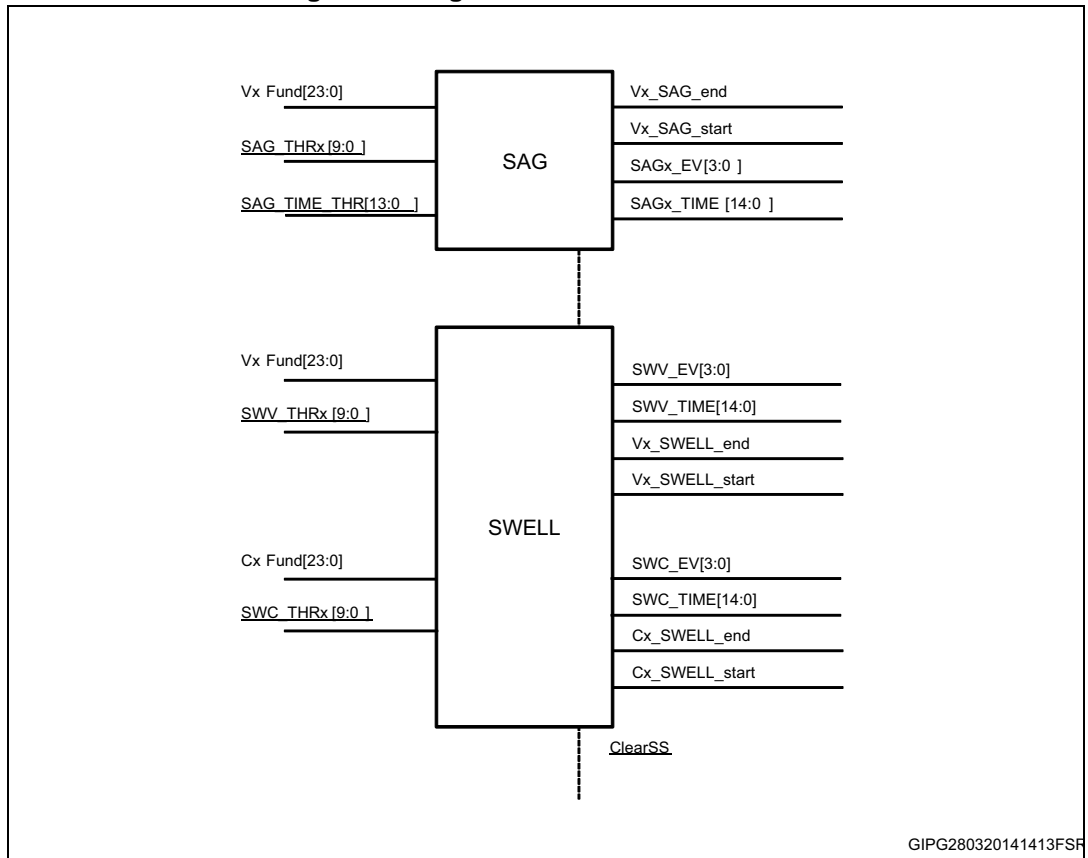 Vx Fund[23:0]
SAG_THRx [9:0 ]
SAG_TIME_THR[13:0 ]
SAG
Vx_SAG_end
Vx_SAG_start
SAGx_EV[3:0 ]
SAGx_TIME [14:0 ]
Vx Fund[23:0]
SWV_THRx [9:0 ]
Cx Fund[23:0]
SWC_THRx [9:0 ]
SWELL
SWV_EV[3:0]
SWV_TIME[14:0]
Vx_SWELL_end
Vx_SWELL_start
SWC_EV[3:0]
SWC_TIME[14:0]
Cx_SWELL_end
Cx_SWELL_start
ClearSS
GIPG280320141413FSR